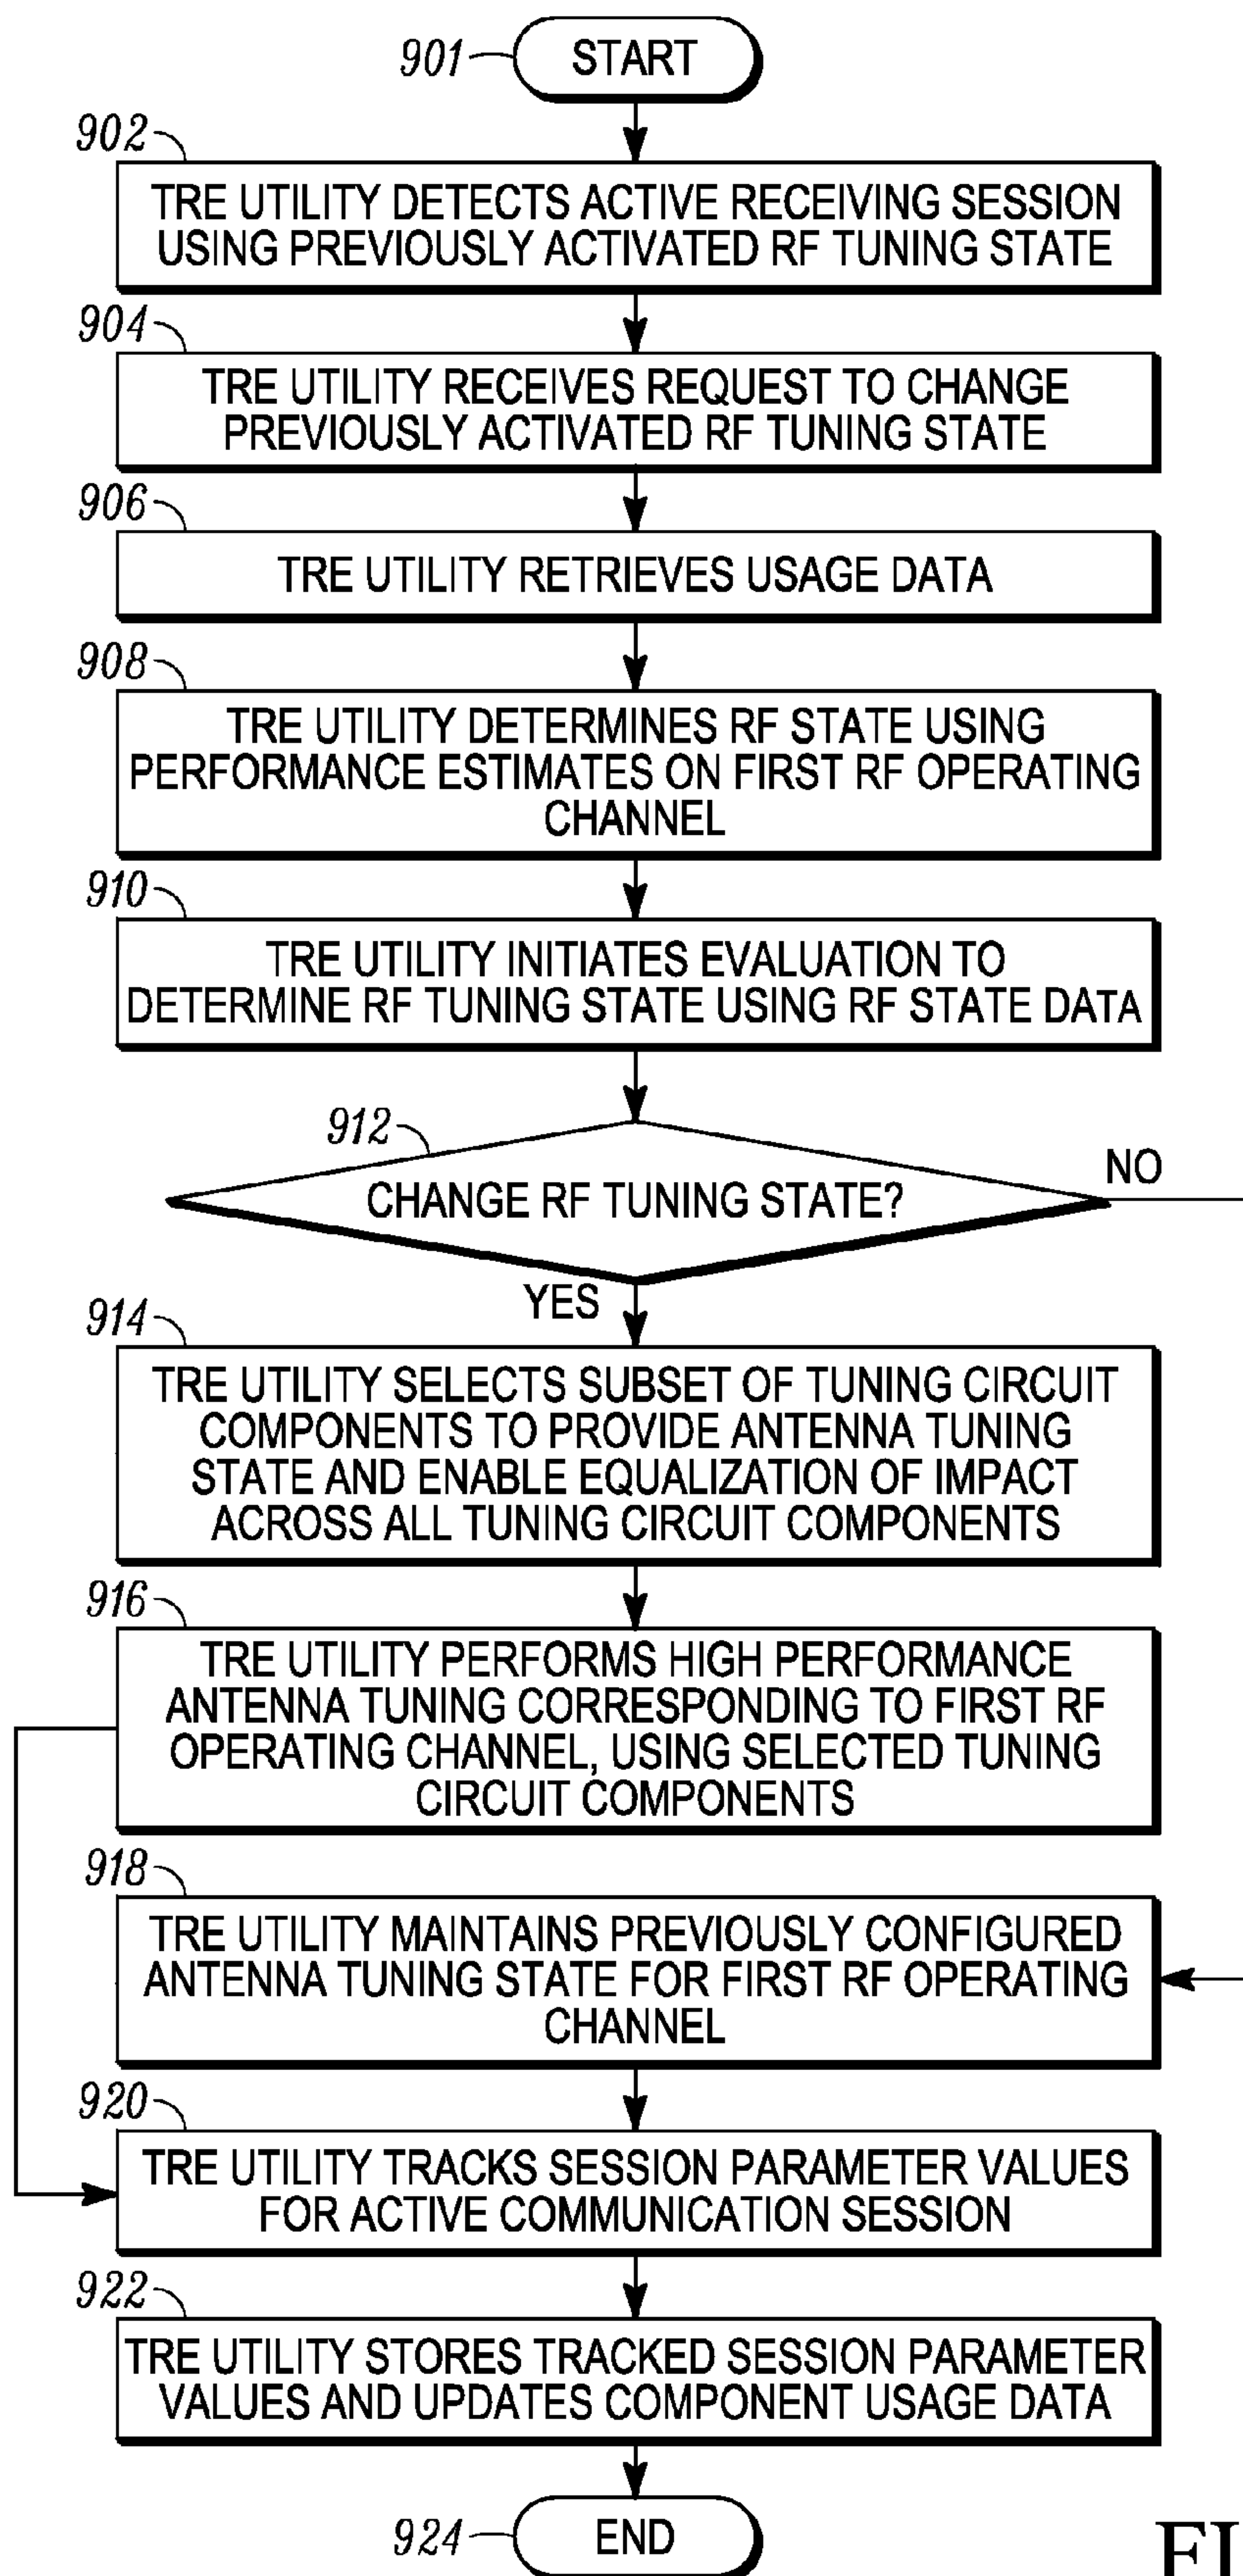 901
START
902
TRE UTILITY DETECTS ACTIVE RECEIVING SESSION
USING PREVIOUSLY ACTIVATED RF TUNING STATE
904
TRE UTILITY RECEIVES REQUEST TO CHANGE
PREVIOUSLY ACTIVATED RF TUNING STATE
906
TRE UTILITY RETRIEVES USAGE DATA
908
TRE UTILITY DETERMINES RF STATE USING
PERFORMANCE ESTIMATES ON FIRST RF OPERATING
CHANNEL
910
TRE UTILITY INITIATES EVALUATION TO
DETERMINE RF TUNING STATE USING RF STATE DATA
912
CHANGE RF TUNING STATE?
NO
YES
914
TRE UTILITY SELECTS SUBSET OF TUNING CIRCUIT
COMPONENTS TO PROVIDE ANTENNA TUNING
STATE AND ENABLE EQUALIZATION OF IMPACT
ACROSS ALL TUNING CIRCUIT COMPONENTS
916
TRE UTILITY PERFORMS HIGH PERFORMANCE
ANTENNA TUNING CORRESPONDING TO FIRST RF
OPERATING CHANNEL, USING SELECTED TUNING
CIRCUIT COMPONENTS
918
TRE UTILITY MAINTAINS PREVIOUSLY CONFIGURED
ANTENNA TUNING STATE FOR FIRST RF OPERATING
CHANNEL
920
TRE UTILITY TRACKS SESSION PARAMETER VALUES
FOR ACTIVE COMMUNICATION SESSION
922
TRE UTILITY STORES TRACKED SESSION PARAMETER
VALUES AND UPDATES COMPONENT USAGE DATA
924
END